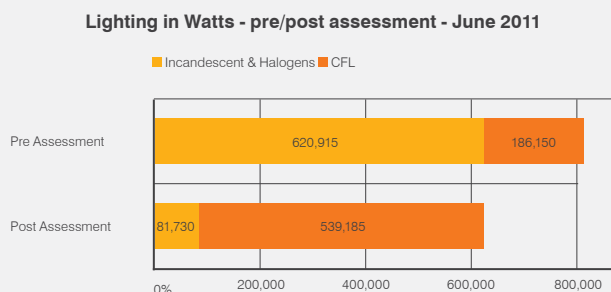 Lighting in Watts - pre/post assessment - June 2011
Incandescent & Halogens CFL
Pre Assessment 620,915 186,150
Post Assessment 81,730 539,185
0% 200,000 400,000 600,000 800,000